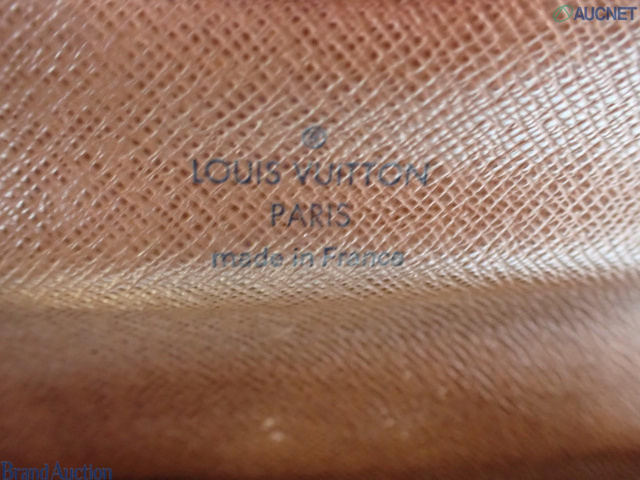 AUCNET
LOUIS VUITTON
PARIS
made in France
Brand Auction